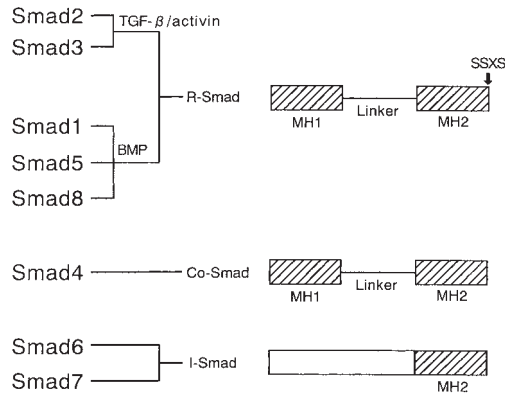 Smad2
TGF-β/activin
Smad3
SSXS
R-Smad
MH1
Linker
MH2
Smad1
BMP
Smad5
Smad8
Smad4
Co-Smad
MH1
Linker
MH2
Smad6
I-Smad
Smad7
MH2